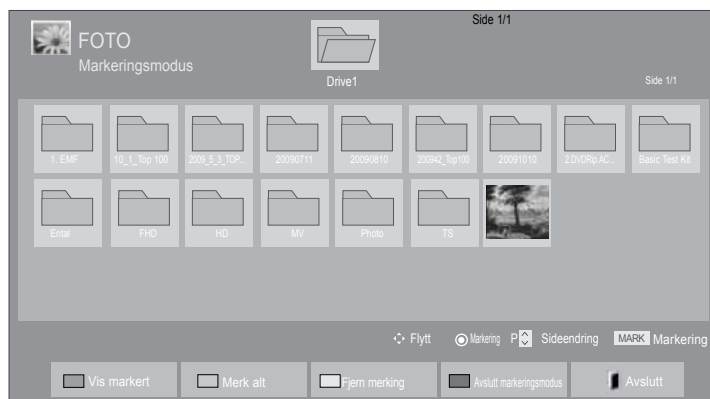 Side 1/1
FOTO
Markeringsmodus
Drive1
Side 1/1
1. EMF 10_1_Top 100 2009_5_3_TOP... 20090711 20090810 200942_Top100 20091010 2.DVDRip.AC... Basic Test Kit
Ental FHD HD MV Photo TS
Flytt Markering P Sideendring MARK Markering
Vis markert Merk alt Fjern merking Avslutt markeringsmodus Avslutt